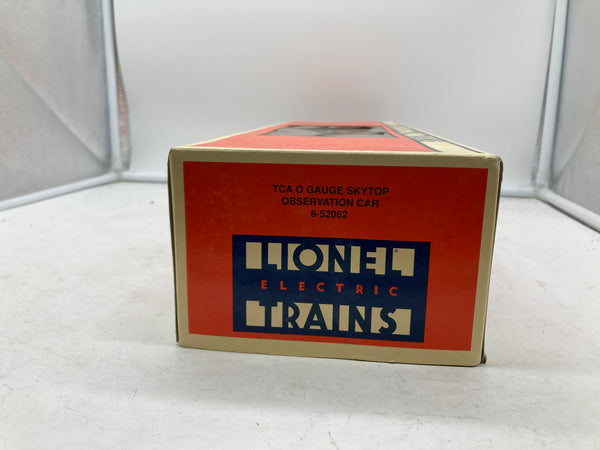 TCA O GAUGE SKYTOP
OBSERVATION CAR
6-52062
LIONEL
ELECTRIC
TRAINS